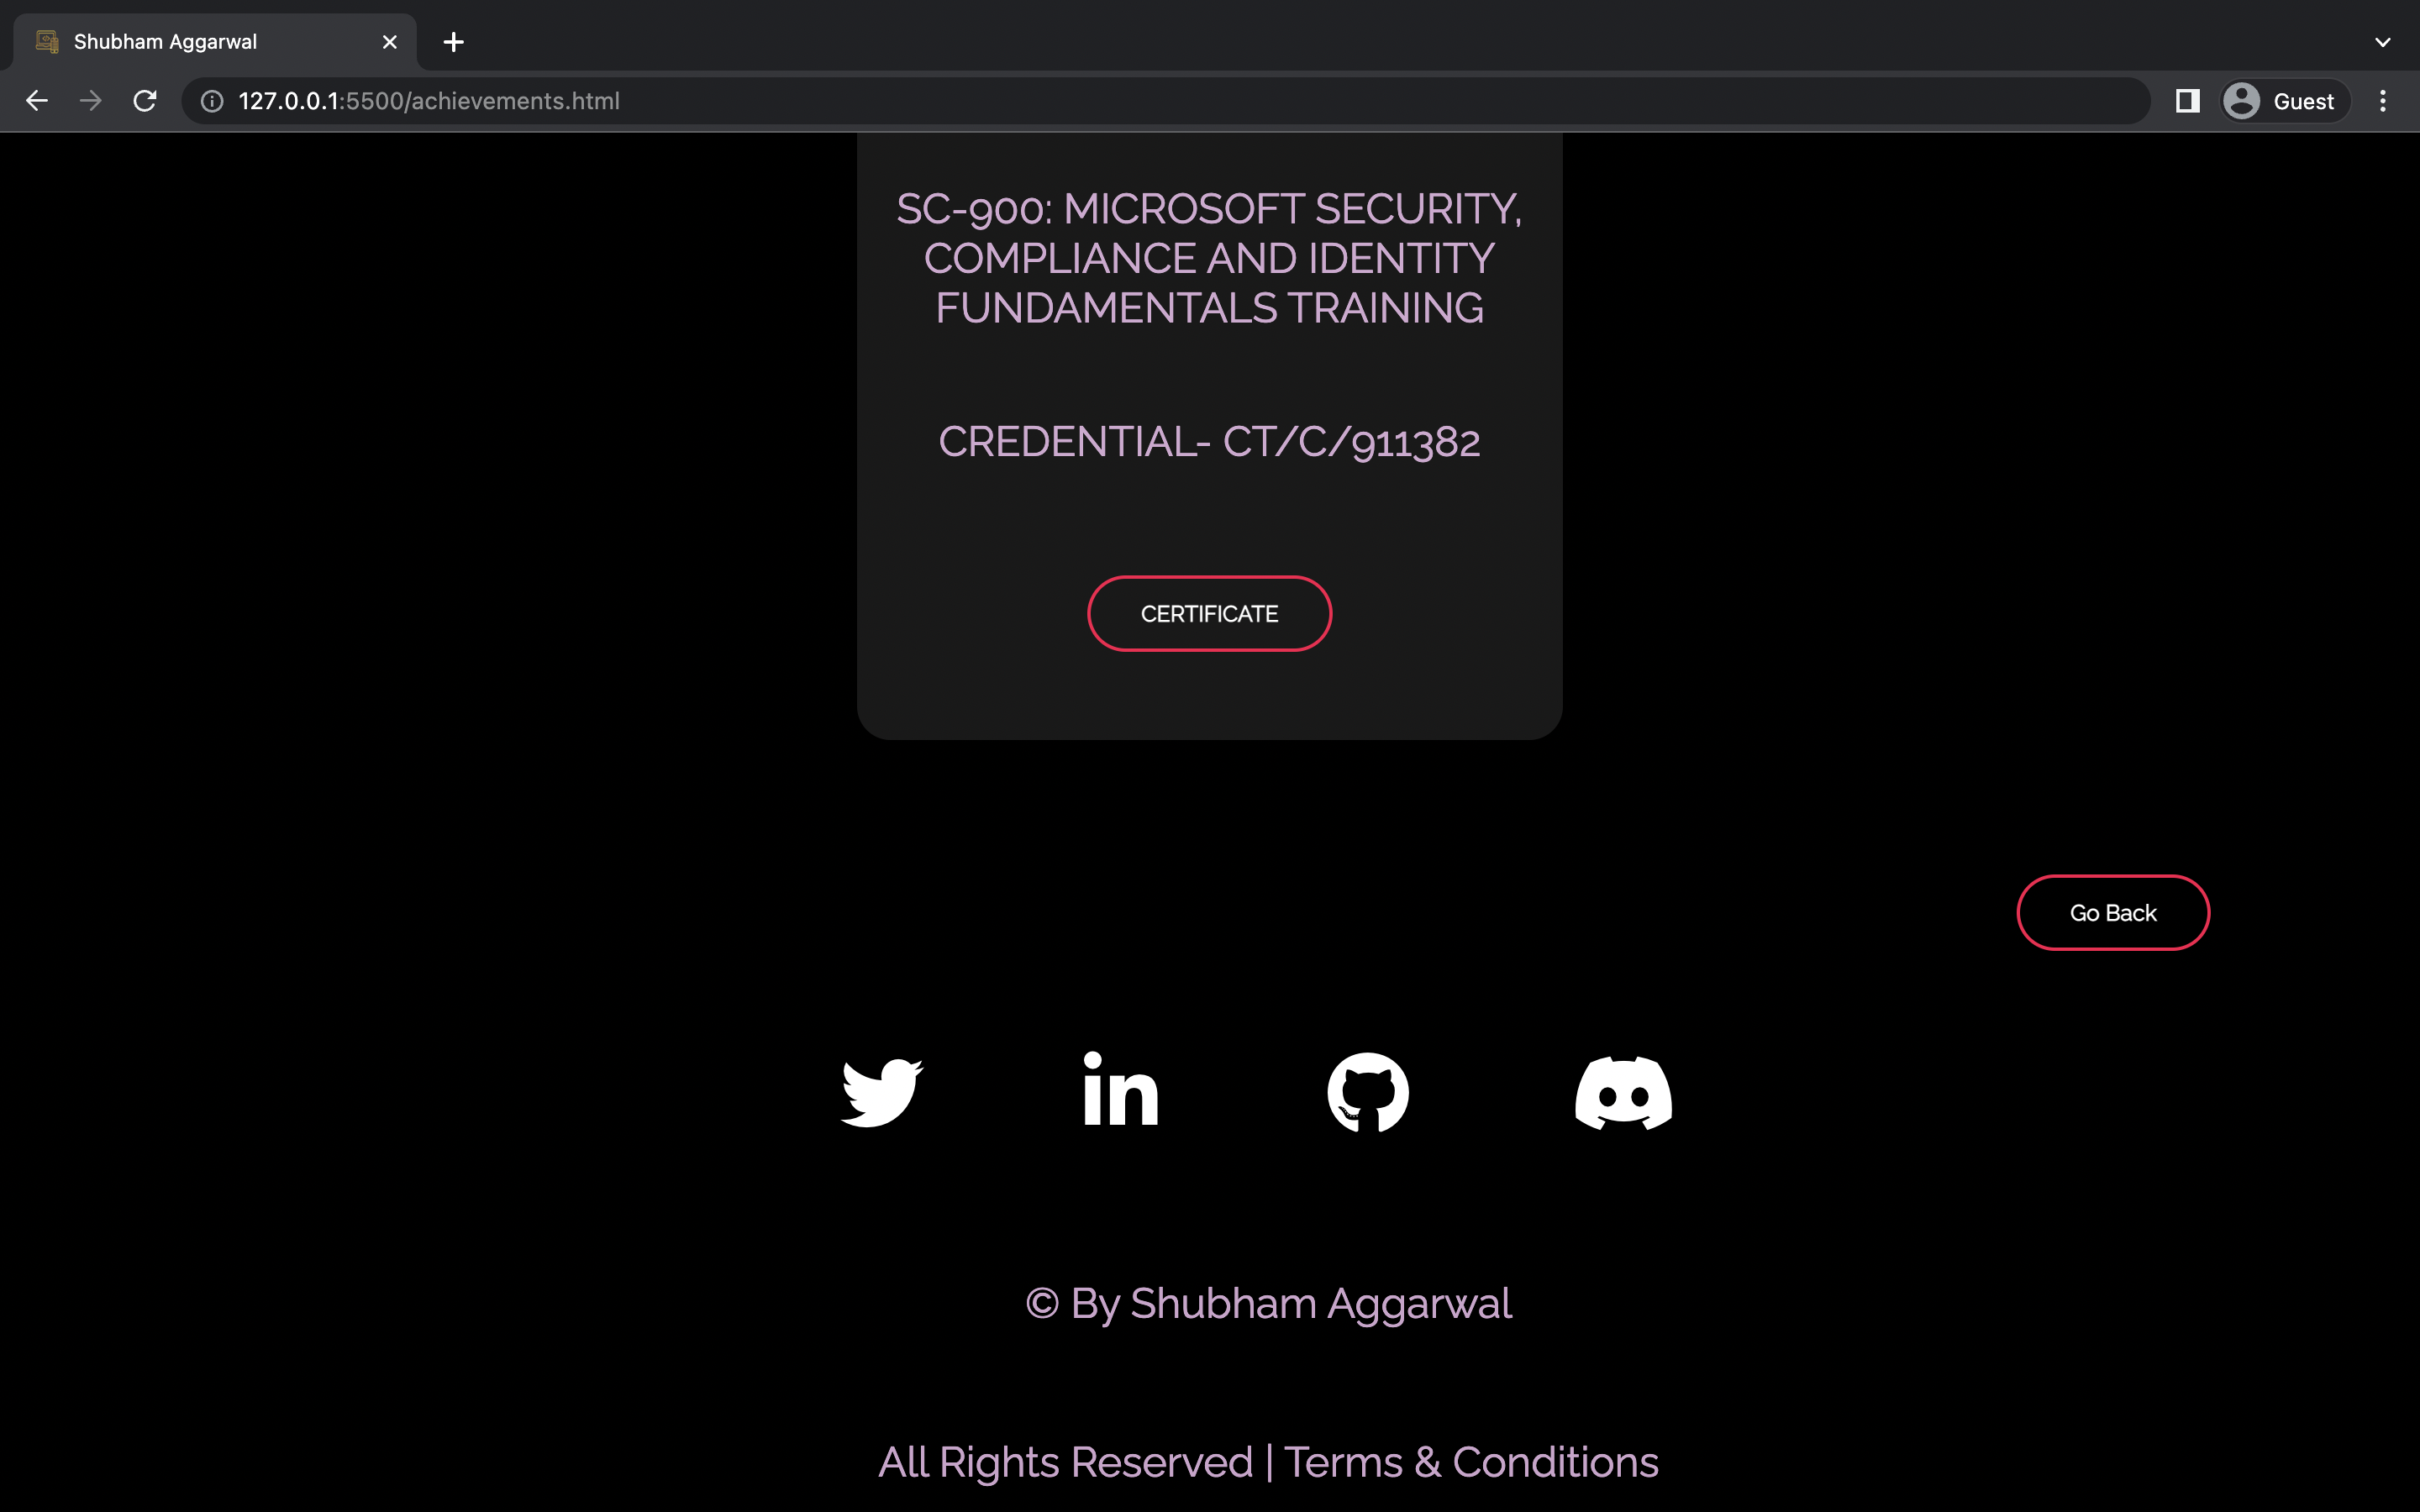 Shubham Aggarwal
127.0.0.1:5500/achievements.html
Guest
SC-900: MICROSOFT SECURITY,
COMPLIANCE AND IDENTITY
FUNDAMENTALS TRAINING
CREDENTIAL- CT/C/911382
CERTIFICATE
Go Back
in
© By Shubham Aggarwal
All Rights Reserved | Terms & Conditions